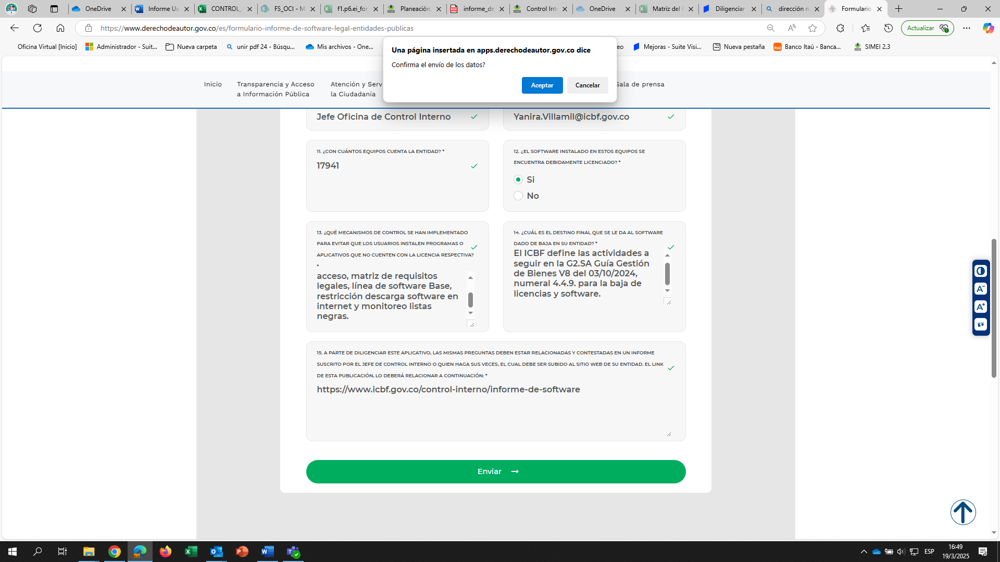 OneDrive
Informe Us
CONTROL_
FS_OCI - M
f1.p6.ei_for
Planeación,
informe_de
Control Inte
OneDrive
Matriz del C
Diligenciar
dirección n
Formulario
https://www.derechodeautor.gov.co/es/formulario-informe-de-software-legal-entidades-publicas
Actualizar
Oficina Virtual [Inicio]
Administrador - Suit...
Nueva carpeta
unir pdf 24 - Búsqu...
Mis archivos - One...
eo
Mejoras - Suite Visi...
Nueva pestaña
Banco Itaú - Banca...
SIMEI 2.3
Una página insertada en apps.derechodeautor.gov.co dice
Confirma el envío de los datos?
Aceptar
Cancelar
Inicio
Transparencia y Acceso
a Información Pública
Atención y Serv
la Ciudadanía
Sala de prensa
Jefe Oficina de Control Interno
Yanira.Villamil@icbf.gov.co
11. ¿CON CUÁNTOS EQUIPOS CUENTA LA ENTIDAD? *
17941
12. ¿EL SOFTWARE INSTALADO EN ESTOS EQUIPOS SE
ENCUENTRA DEBIDAMENTE LICENCIADO? *
Si
No
13. ¿QUÉ MECANISMOS DE CONTROL SE HAN IMPLEMENTADO
PARA EVITAR QUE LOS USUARIOS INSTALEN PROGRAMAS O
APLICATIVOS QUE NO CUENTEN CON LA LICENCIA RESPECTIVA?
*
acceso, matriz de requisitos
legales, línea de software Base,
restricción descarga software en
internet y monitoreo listas
negras.
14. ¿CUÁL ES EL DESTINO FINAL QUE SE LE DA AL SOFTWARE
DADO DE BAJA EN SU ENTIDAD? *
El ICBF define las actividades a
seguir en la G2.SA Guía Gestión
de Bienes V8 del 03/10/2024,
numeral 4.4.9. para la baja de
licencias y software.
15. A PARTE DE DILIGENCIAR ESTE APLICATIVO, LAS MISMAS PREGUNTAS DEBEN ESTAR RELACIONADAS Y CONTESTADAS EN UN INFORME
SUSCRITO POR EL JEFE DE CONTROL INTERNO O QUIEN HAGA SUS VECES, EL CUAL DEBE SER SUBIDO AL SITIO WEB DE SU ENTIDAD. EL LINK
DE ESTA PUBLICACIÓN, LO DEBERÁ RELACIONAR A CONTINUACIÓN: *
https://www.icbf.gov.co/control-interno/informe-de-software
Enviar
A-
A+
ESP
16:49
19/3/2025